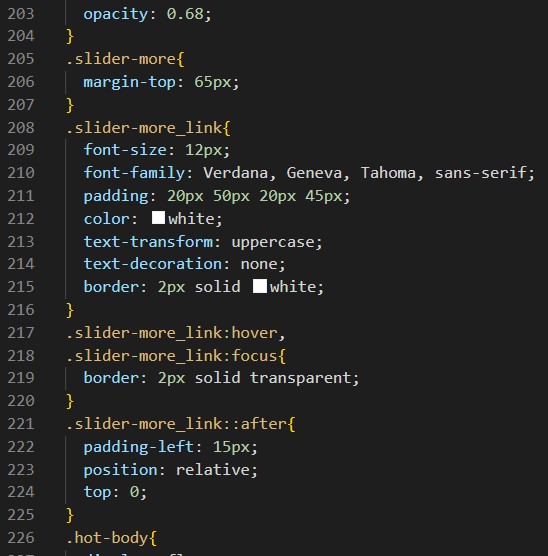 203 opacity: 0.68;
204 }
205 .slider-more{
206 margin-top: 65px;
207 }
208 .slider-more_link{
209 font-size: 12px;
210 font-family: Verdana, Geneva, Tahoma, sans-serif;
211 padding: 20px 50px 20px 45px;
212 color: white;
213 text-transform: uppercase;
214 text-decoration: none;
215 border: 2px solid white;
216 }
217 .slider-more_link:hover,
218 .slider-more_link:focus{
219 border: 2px solid transparent;
220 }
221 .slider-more_link::after{
222 padding-left: 15px;
223 position: relative;
224 top: 0;
225 }
226 .hot-body{